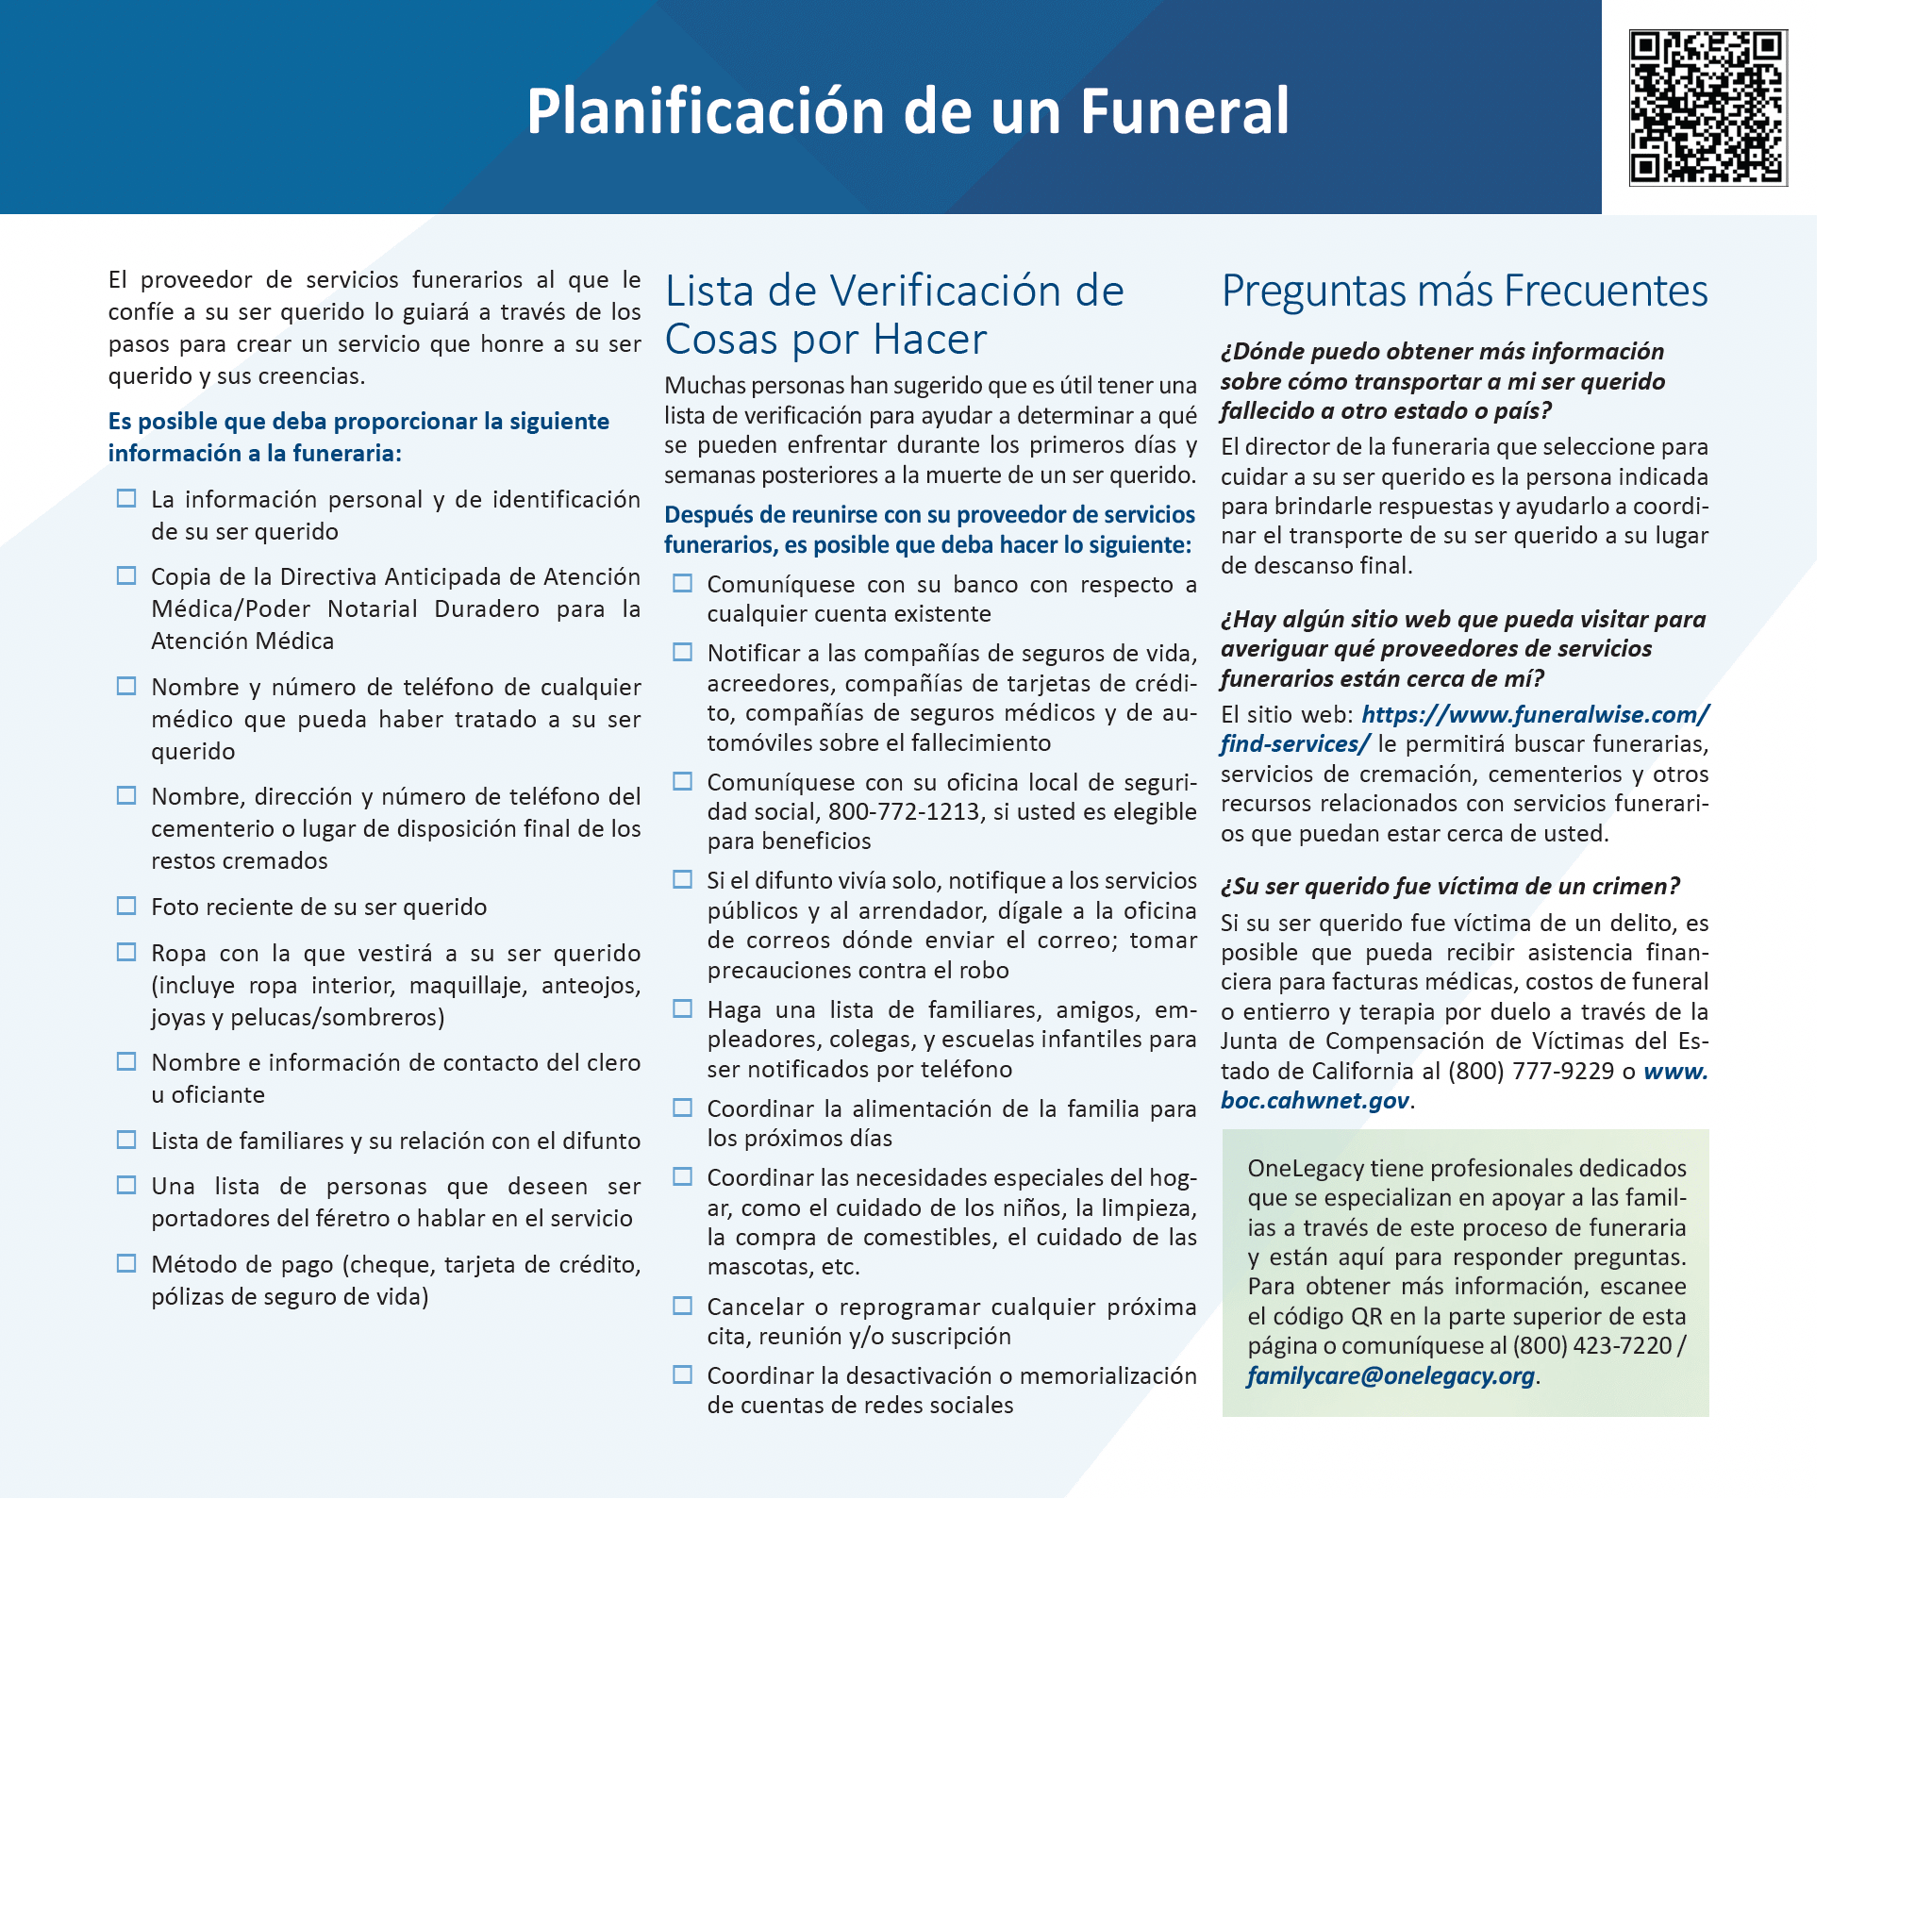 Planificación de un Funeral
El proveedor de servicios funerarios al que le
confíe a su ser querido lo guiará a través de los
pasos para crear un servicio que honre a su ser
querido y sus creencias.
Es posible que deba proporcionar la siguiente
información a la funeraria:
La información personal y de identificación
de su ser querido
Copia de la Directiva Anticipada de Atención
Médica/Poder Notarial Duradero para la
Atención Médica
Nombre y número de teléfono de cualquier
médico que pueda haber tratado a su ser
querido
Nombre, dirección y número de teléfono del
cementerio o lugar de disposición final de los
restos cremados
Foto reciente de su ser querido
Ropa con la que vestirá a su ser querido
(incluye ropa interior, maquillaje, anteojos,
joyas y pelucas/sombreros)
Nombre e información de contacto del clero
u oficiante
Lista de familiares y su relación con el difunto
Una lista de personas que deseen ser
portadores del féretro o hablar en el servicio
Método de pago (cheque, tarjeta de crédito,
pólizas de seguro de vida)
Lista de Verificación de
Cosas por Hacer
Muchas personas han sugerido que es útil tener una
lista de verificación para ayudar a determinar a qué
se pueden enfrentar durante los primeros días y
semanas posteriores a la muerte de un ser querido.
Después de reunirse con su proveedor de servicios
funerarios, es posible que deba hacer lo siguiente:
Comuníquese con su banco con respecto a
cualquier cuenta existente
Notificar a las compañías de seguros de vida,
acreedores, compañías de tarjetas de crédi-
to, compañías de seguros médicos y de au-
tomóviles sobre el fallecimiento
Comuníquese con su oficina local de seguri-
dad social, 800-772-1213, si usted es elegible
para beneficios
Si el difunto vivía solo, notifique a los servicios
públicos y al arrendador, dígale a la oficina
de correos dónde enviar el correo; tomar
precauciones contra el robo
Haga una lista de familiares, amigos, em-
pleadores, colegas, y escuelas infantiles para
ser notificados por teléfono
Coordinar la alimentación de la familia para
los próximos días
Coordinar las necesidades especiales del hog-
ar, como el cuidado de los niños, la limpieza,
la compra de comestibles, el cuidado de las
mascotas, etc.
Cancelar o reprogramar cualquier próxima
cita, reunión y/o suscripción
Coordinar la desactivación o memorialización
de cuentas de redes sociales
Preguntas más Frecuentes
¿Dónde puedo obtener más información
sobre cómo transportar a mi ser querido
fallecido a otro estado o país?
El director de la funeraria que seleccione para
cuidar a su ser querido es la persona indicada
para brindarle respuestas y ayudarlo a coordi-
nar el transporte de su ser querido a su lugar
de descanso final.
¿Hay algún sitio web que pueda visitar para
averiguar qué proveedores de servicios
funerarios están cerca de mí?
El sitio web: https://www.funeralwise.com/
find-services/ le permitirá buscar funerarias,
servicios de cremación, cementerios y otros
recursos relacionados con servicios funerari-
os que puedan estar cerca de usted.
¿Su ser querido fue víctima de un crimen?
Si su ser querido fue víctima de un delito, es
posible que pueda recibir asistencia finan-
ciera para facturas médicas, costos de funeral
o entierro y terapia por duelo a través de la
Junta de Compensación de Víctimas del Es-
tado de California al (800) 777-9229 o www.
boc.cahwnet.gov.
OneLegacy tiene profesionales dedicados
que se especializan en apoyar a las famil-
ias a través de este proceso de funeraria
y están aquí para responder preguntas.
Para obtener más información, escanee
el código QR en la parte superior de esta
página o comuníquese al (800) 423-7220 /
familycare@onelegacy.org.